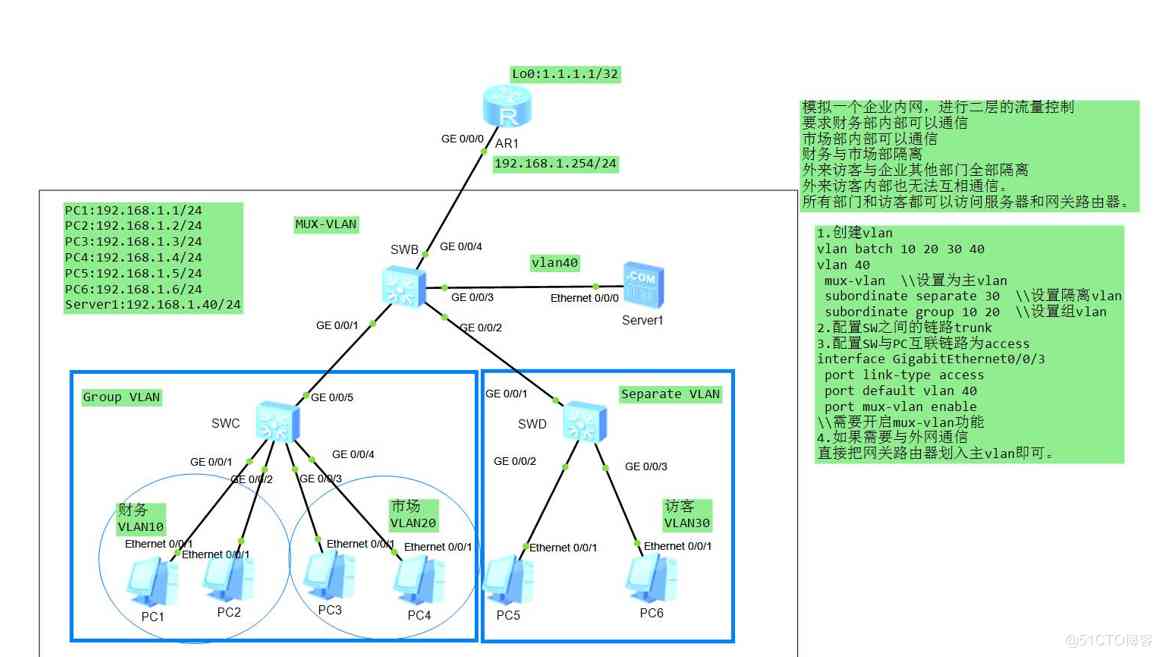 Lo0:1.1.1.1/32
R
GE 0/0/0
AR1
192.168.1.254/24
模拟一个企业内网，进行二层的流量控制
要求财务部内部可以通信
市场部内部可以通信
财务与市场部隔离
外来访客与企业其他部门全部隔离
外来访客内部也无法互相通信。
所有部门和访客都可以访问服务器和网关路由器。
PC1:192.168.1.1/24
PC2:192.168.1.2/24
PC3:192.168.1.3/24
PC4:192.168.1.4/24
PC5:192.168.1.5/24
PC6:192.168.1.6/24
Server1:192.168.1.40/24
MUX-VLAN
SWB
GE 0/0/4
vlan40
.COM
GE 0/0/3
Ethernet 0/0/0
Server1
GE 0/0/1
GE 0/0/2
1.创建vlan
vlan batch 10 20 30 40
vlan 40
mux-vlan \\设置为主vlan
subordinate separate 30 \\设置隔离vlan
subordinate group 10 20 \\设置组vlan
2.配置SW之间的链路trunk
3.配置SW与PC互联链路为access
interface GigabitEthernet0/0/3
port link-type access
port default vlan 40
port mux-vlan enable
\\需要开启mux-vlan功能
4.如果需要与外网通信
直接把网关路由器划入主vlan即可。
Group VLAN
GE 0/0/5
SWC
GE 0/0/1
GE 0/0/2
GE 0/0/3
GE 0/0/4
财务
VLAN10
市场
VLAN20
Ethernet 0/0/1
Ethernet 0/0/1
Ethernet 0/0/1
Ethernet 0/0/1
PC1
PC2
PC3
PC4
Separate VLAN
GE 0/0/1
SWD
GE 0/0/2
GE 0/0/3
访客
VLAN30
Ethernet 0/0/1
Ethernet 0/0/1
PC5
PC6
@51CTO博客